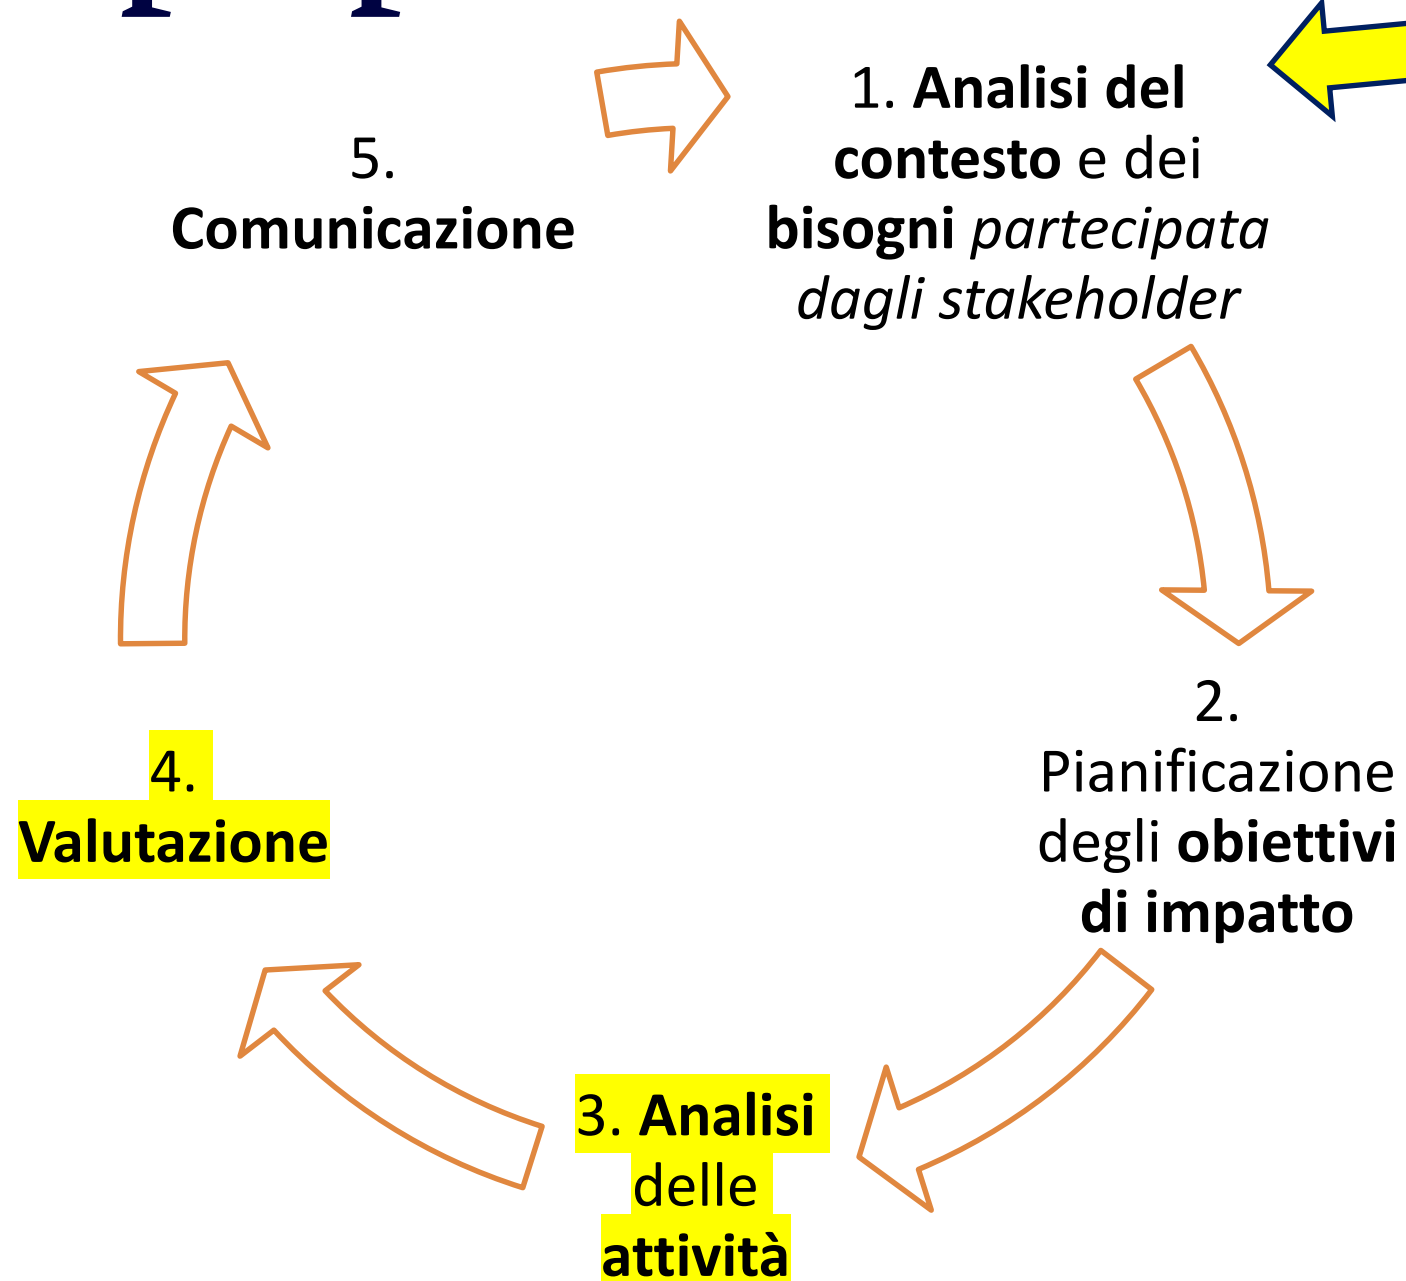 1. Analisi del
contesto e dei
bisogni partecipata
dagli stakeholder
2.
Pianificazione
degli obiettivi
di impatto
3. Analisi
delle
attività
4.
Valutazione
5.
Comunicazione